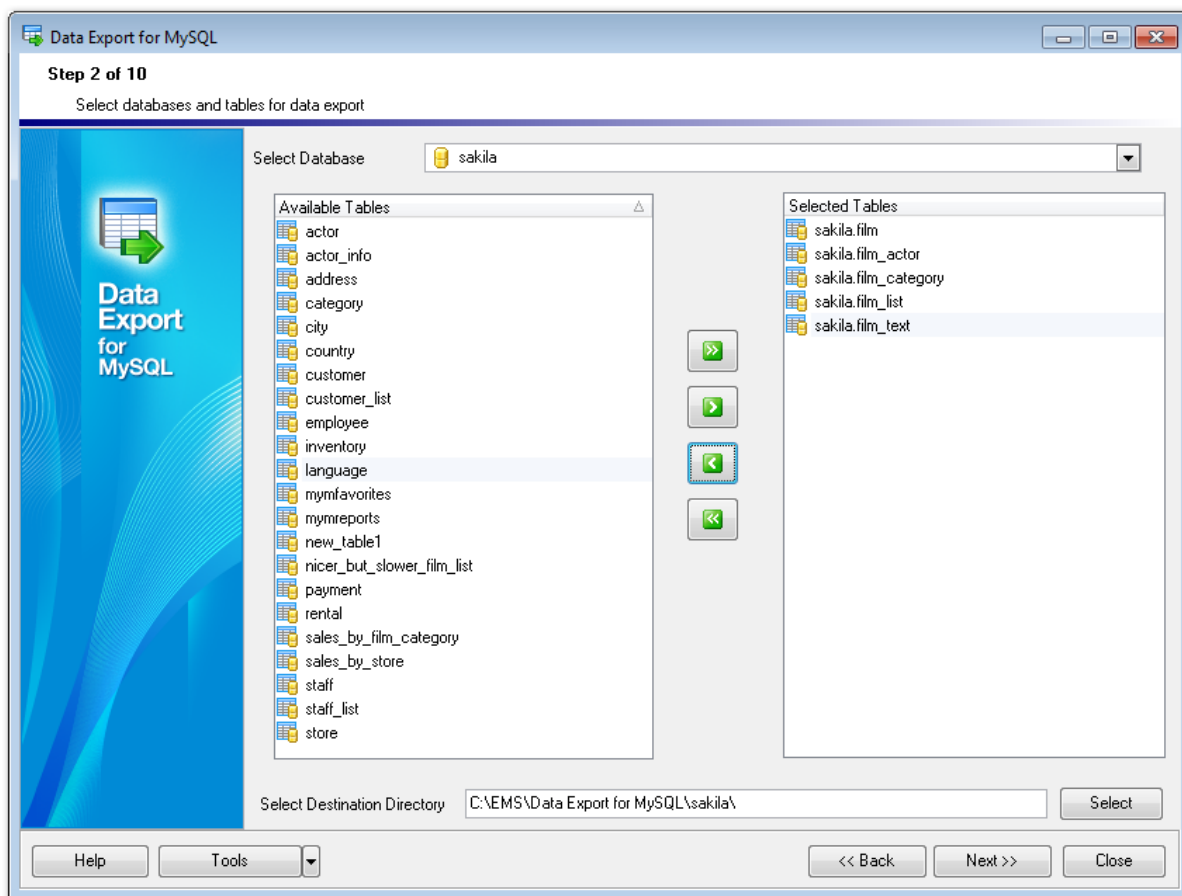 Data Export for MySQL
Step 2 of 10
Select databases and tables for data export
Data
Export
for
MySQL
Select Database
sakila
Available Tables
actor
actor_info
address
category
city
country
customer
customer_list
employee
inventory
language
mymfavorites
mymreports
new_table1
nicer_but_slower_film_list
payment
rental
sales_by_film_category
sales_by_store
staff
staff_list
store
Selected Tables
sakila.film
sakila.film_actor
sakila.film_category
sakila.film_list
sakila.film_text
Select Destination Directory
C:\EMS\Data Export for MySQL\sakila\
Select
Help
Tools
<< Back
Next >>
Close